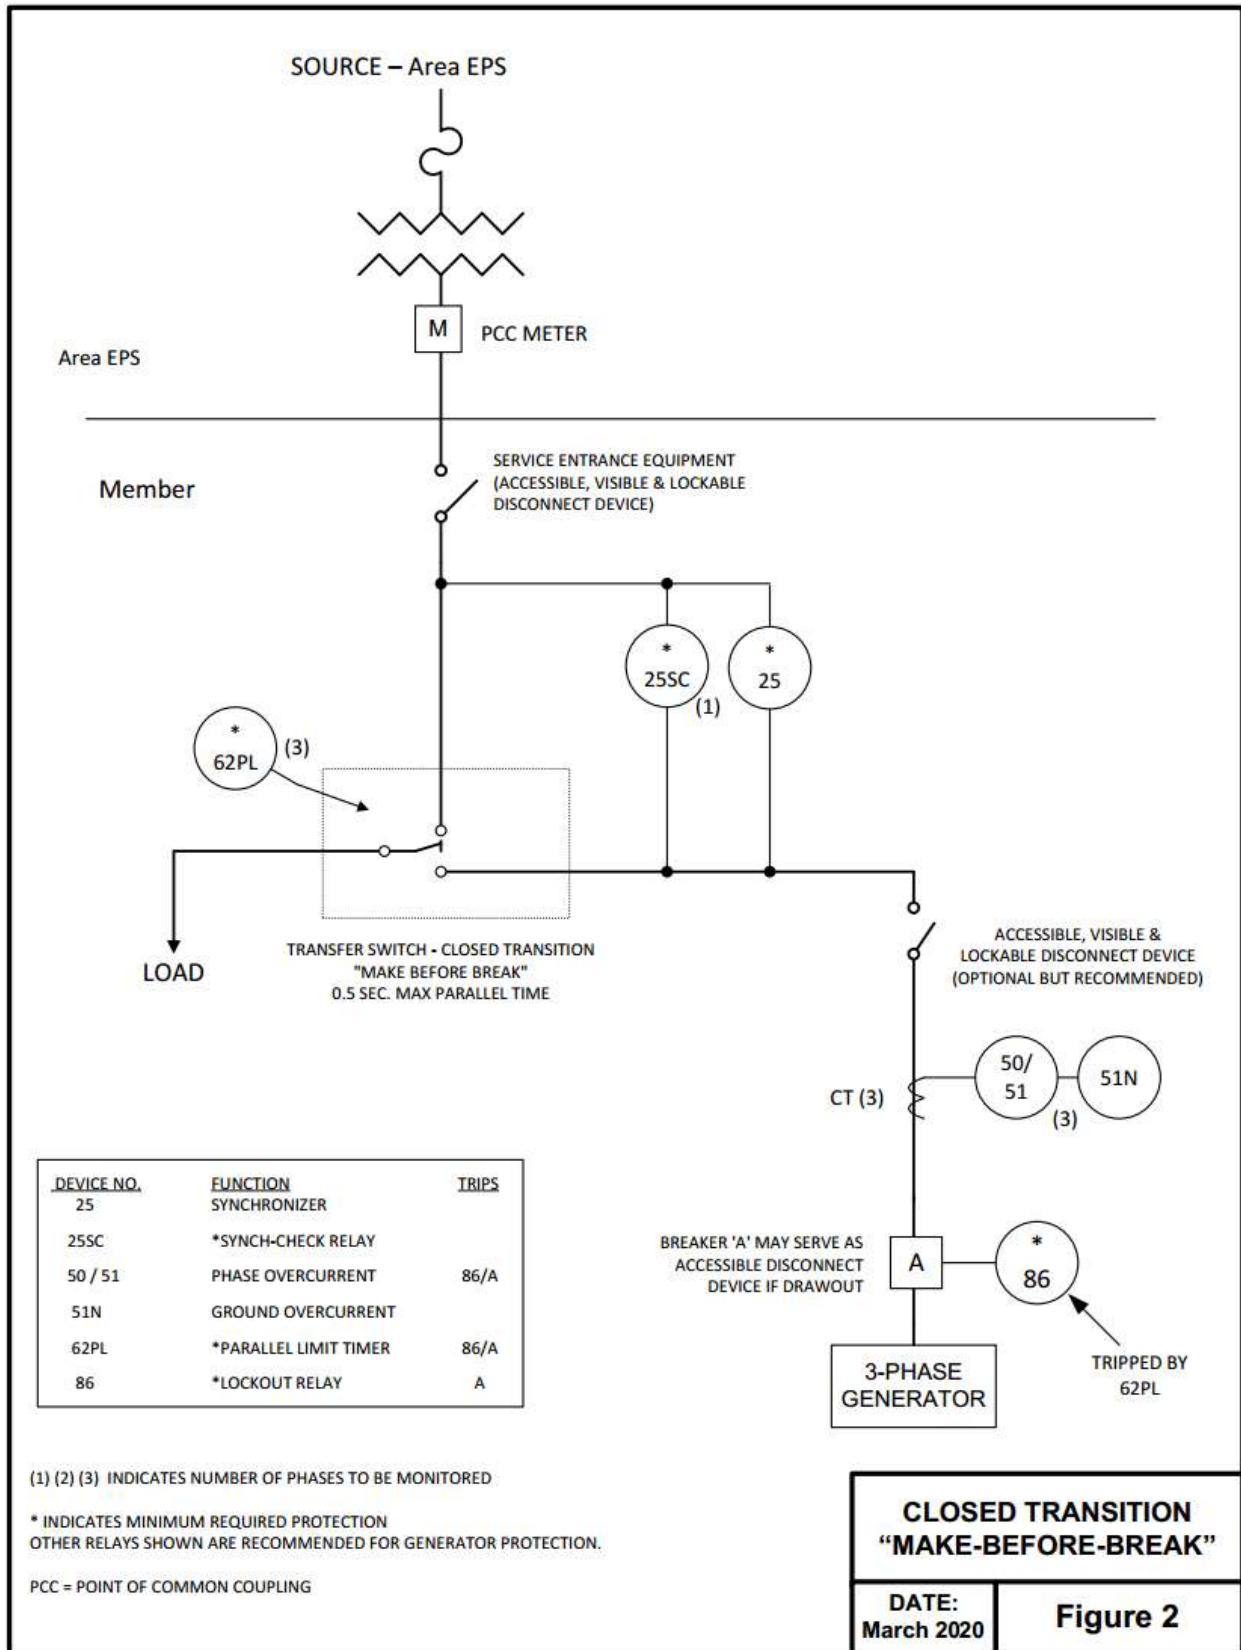 SOURCE – Area EPS
M
PCC METER
Area EPS
Member
SERVICE ENTRANCE EQUIPMENT
(ACCESSIBLE, VISIBLE & LOCKABLE
DISCONNECT DEVICE)
*
25SC
(1)
*
25
*
62PL
(3)
LOAD
TRANSFER SWITCH - CLOSED TRANSITION
"MAKE BEFORE BREAK"
0.5 SEC. MAX PARALLEL TIME
ACCESSIBLE, VISIBLE &
LOCKABLE DISCONNECT DEVICE
(OPTIONAL BUT RECOMMENDED)
CT (3)
50/
51
(3)
51N
BREAKER 'A' MAY SERVE AS
ACCESSIBLE DISCONNECT
DEVICE IF DRAWOUT
A
*
86
TRIPPED BY
62PL
3-PHASE
GENERATOR
DEVICE NO. FUNCTION TRIPS
25 SYNCHRONIZER
25SC *SYNCH-CHECK RELAY
50 / 51 PHASE OVERCURRENT 86/A
51N GROUND OVERCURRENT
62PL *PARALLEL LIMIT TIMER 86/A
86 *LOCKOUT RELAY A
(1) (2) (3) INDICATES NUMBER OF PHASES TO BE MONITORED
* INDICATES MINIMUM REQUIRED PROTECTION
OTHER RELAYS SHOWN ARE RECOMMENDED FOR GENERATOR PROTECTION.
PCC = POINT OF COMMON COUPLING
CLOSED TRANSITION
“MAKE-BEFORE-BREAK”
DATE:
March 2020
Figure 2